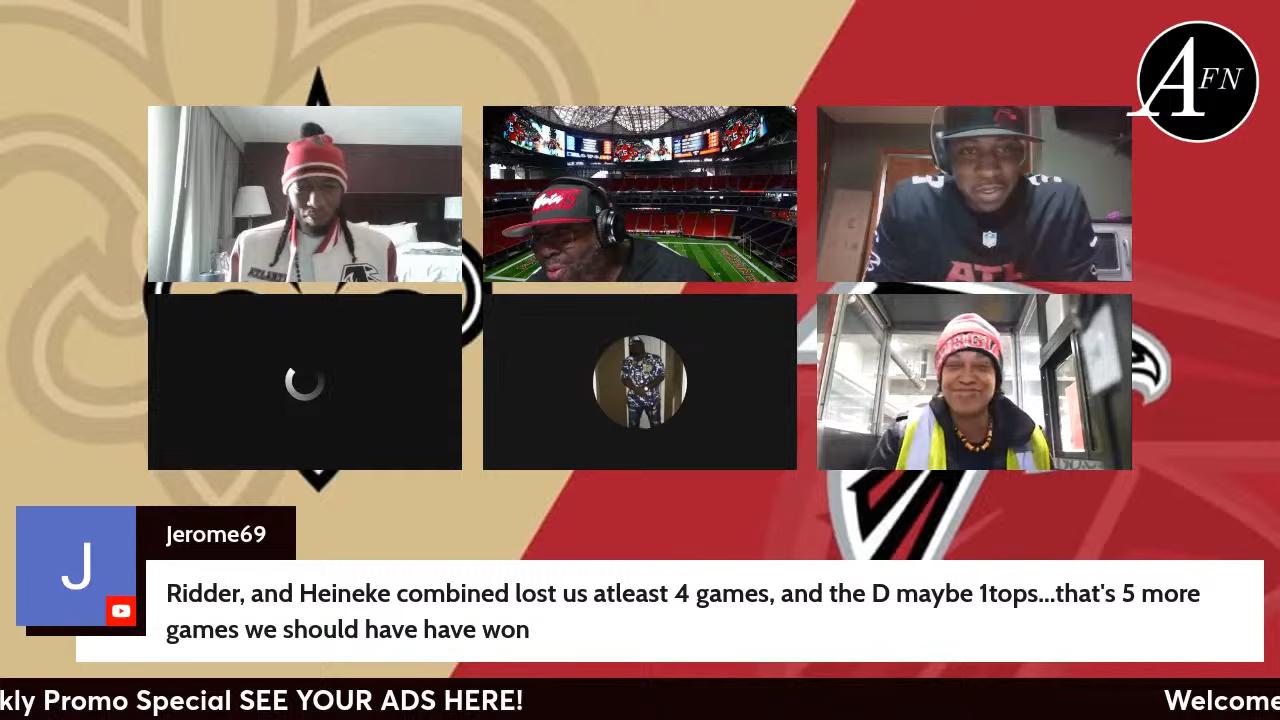 AFN
ATL
Jerome69
J
Ridder, and Heineke combined lost us atleast 4 games, and the D maybe 1tops...that's 5 more
games we should have have won
kly Promo Special SEE YOUR ADS HERE!
Welcome